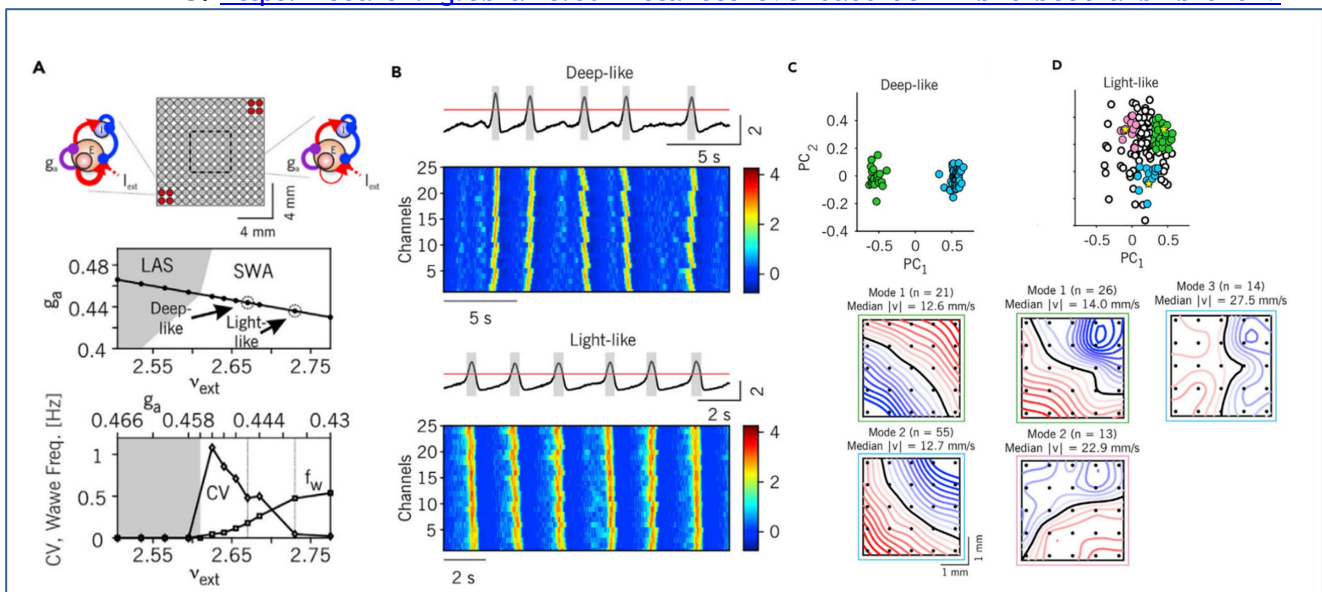 A
E
I
g_a
I_ext
E
g_a
I_ext
4 mm
4 mm
LAS
SWA
0.48
0.44
0.4
g_a
Deep-
like
Light-
like
2.55
2.65
2.75
ν_ext
g_a
0.466
0.458
0.444
0.43
1
0.5
0
CV, Wawe Freq. [Hz]
CV
f_w
2.55
2.65
2.75
ν_ext
B
Deep-like
2
5 s
25
20
15
10
5
Channels
4
2
0
5 s
Light-like
2
2 s
25
20
15
10
5
Channels
4
2
0
2 s
C
Deep-like
0.4
0.2
0
-0.2
-0.4
PC_2
-0.5
0
0.5
PC_1
Mode 1 (n = 21)
Median |v| = 12.6 mm/s
Mode 2 (n = 55)
Median |v| = 12.7 mm/s
1 mm
1 mm
D
Light-like
-0.5
0
0.5
PC_1
Mode 1 (n = 26)
Median |v| = 14.0 mm/s
Mode 3 (n = 14)
Median |v| = 27.5 mm/s
Mode 2 (n = 13)
Median |v| = 22.9 mm/s